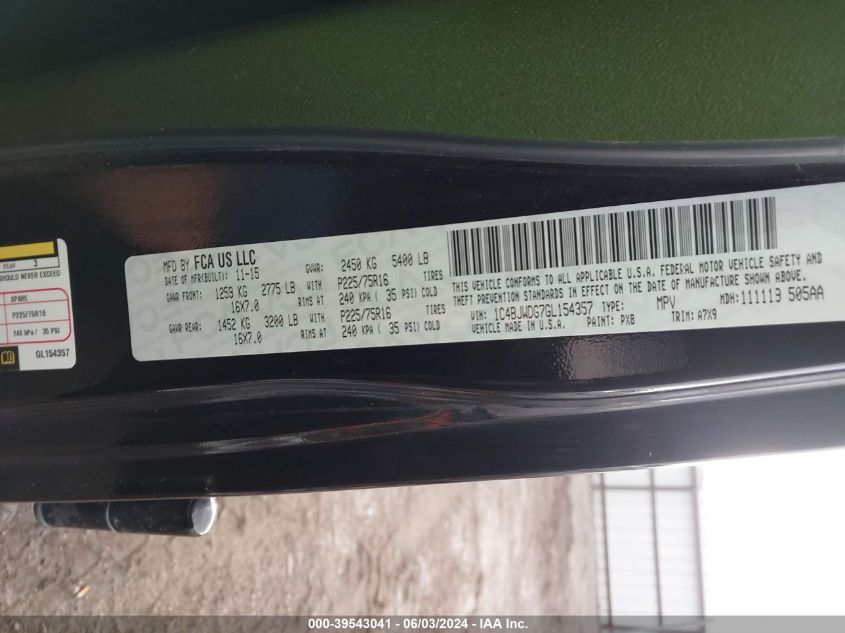 REAR 3
SHOULD NEVER EXCEED
SPARE
P225/75R16
240 kPa / 35 PSI
GL154357
MFD BY FCA US LLC
DATE OF MFR(BUILT): 11-15 GVWR: 2450 KG 5400 LB
GAWR FRONT: 1259 KG 2775 LB WITH P225/75R16 TIRES
16X7.0 RIMS AT 240 KPA ( 35 PSI) COLD
GAWR REAR: 1452 KG 3200 LB WITH P225/75R16 TIRES
16X7.0 RIMS AT 240 KPA ( 35 PSI) COLD
THIS VEHICLE CONFORMS TO ALL APPLICABLE U.S.A. FEDERAL MOTOR VEHICLE SAFETY AND
THEFT PREVENTION STANDARDS IN EFFECT ON THE DATE OF MANUFACTURE SHOWN ABOVE.
VIN: 1C4BJWDG7GL154357 TYPE: MPV MDH: 111113 505AA
MADE IN U.S.A. PAINT: PX8 TRIM: A7X9
000-39543041 - 06/03/2024 - IAA Inc.